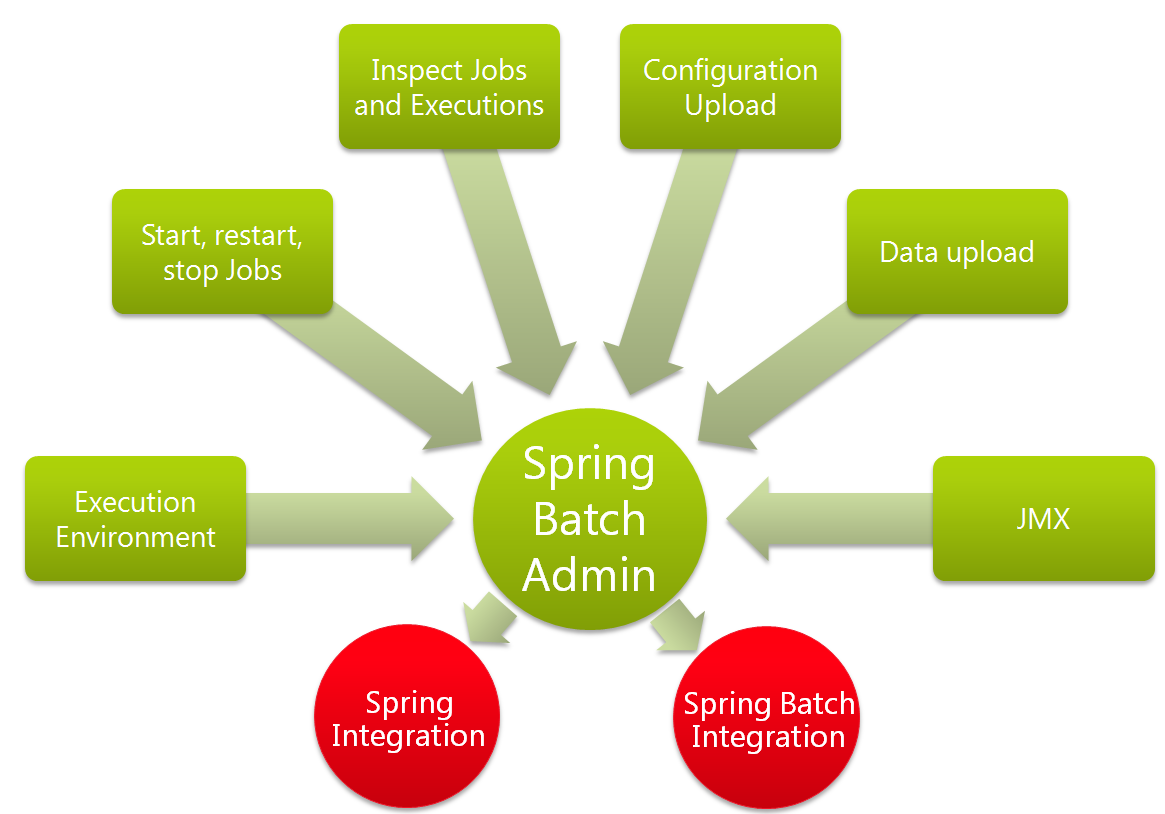 Inspect Jobs
and Executions
Configuration
Upload
Start, restart,
stop Jobs
Data upload
Execution
Environment
Spring
Batch
Admin
JMX
Spring
Integration
Spring Batch
Integration